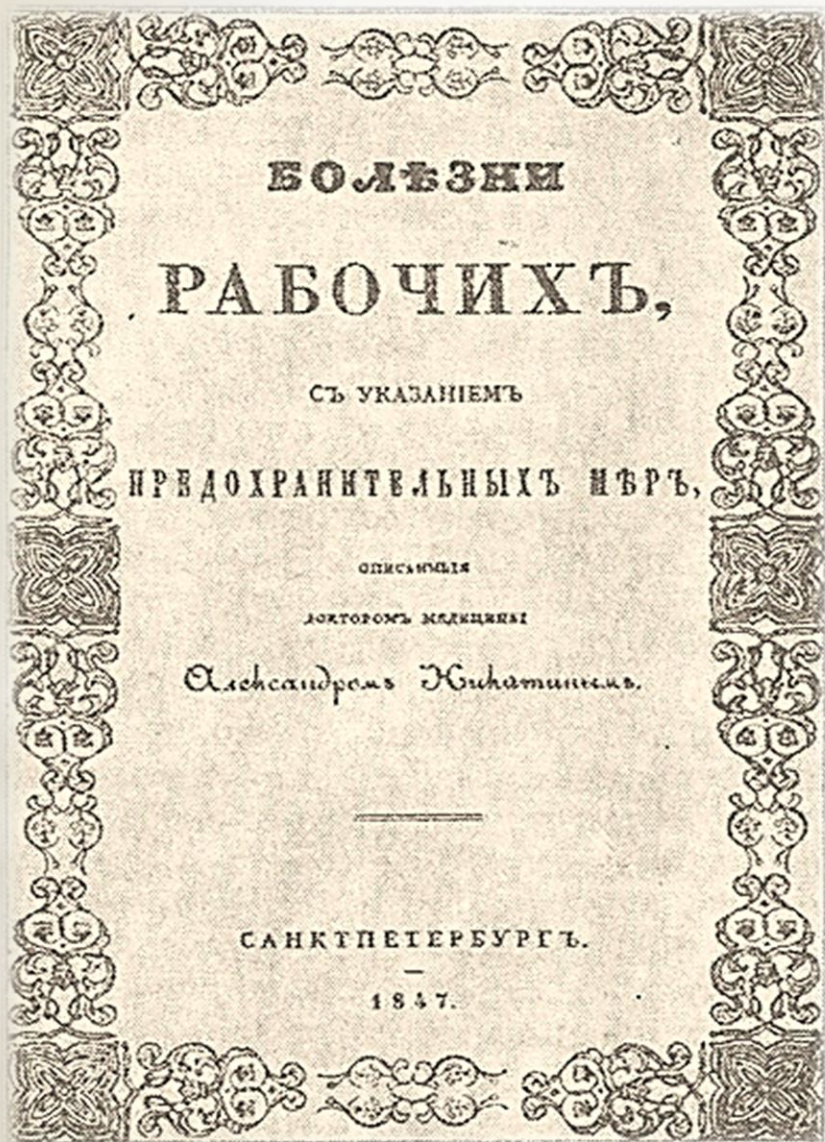 БОЛѢЗНИ
РАБОЧИХЪ,
СЪ УКАЗАНІЕМЪ
ПРЕДОХРАНИТЕЛЬНЫХЪ МѢРЪ,
ОПИСАННЫЯ
ДОКТОРОМЪ МЕДИЦИНЫ
Александромъ Никитинымъ.
САНКТПЕТЕРБУРГЪ.
—
1847.